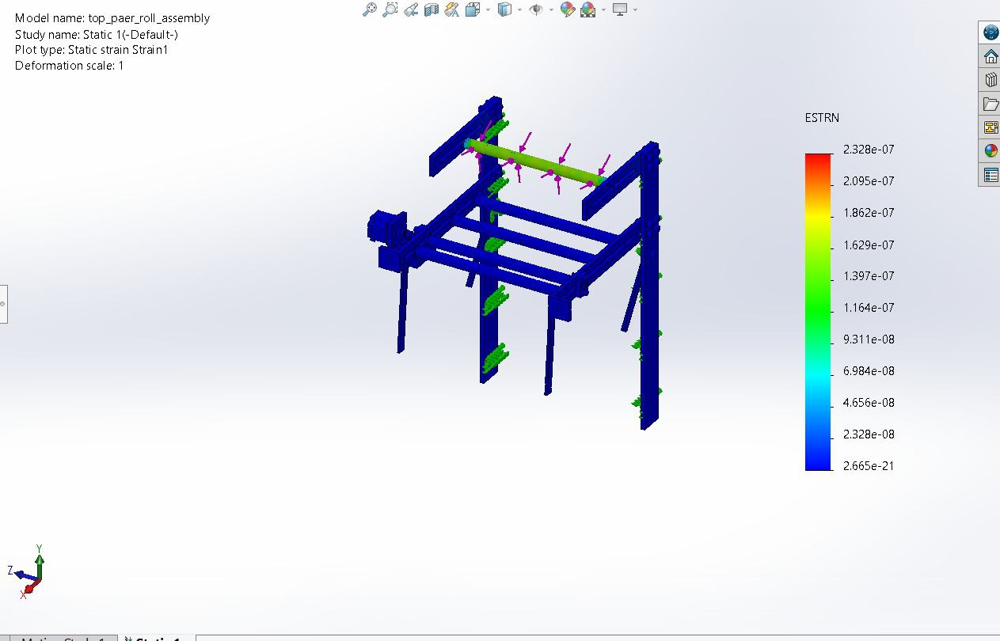 Model name: top_paer_roll_assembly
Study name: Static 1(-Default-)
Plot type: Static strain Strain1
Deformation scale: 1
ESTRN
2.328e-07
2.095e-07
1.862e-07
1.629e-07
1.397e-07
1.164e-07
9.311e-08
6.984e-08
4.656e-08
2.328e-08
2.665e-21
Y
Z
X